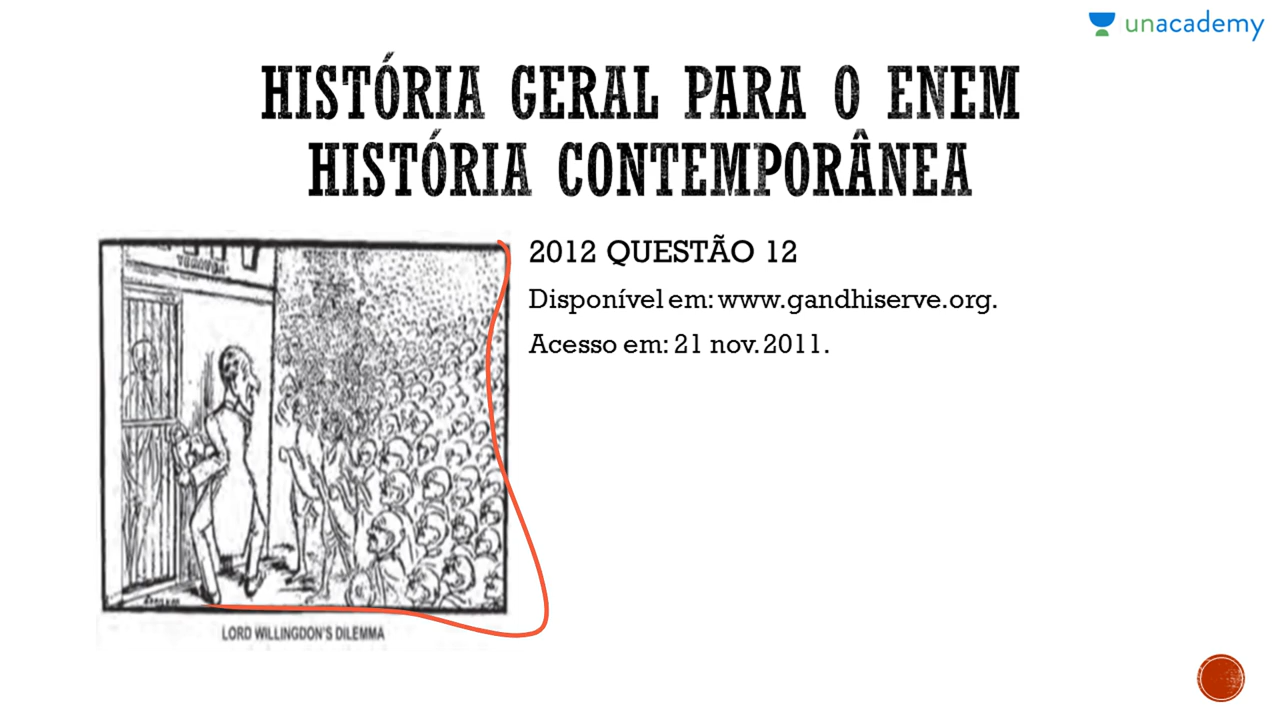 unacademy
HISTÓRIA GERAL PARA O ENEM
HISTÓRIA CONTEMPORÂNEA
2012 QUESTÃO 12
Disponível em: www.gandhiserve.org.
Acesso em: 21 nov. 2011.
LORD WILLINGDON'S DILEMMA